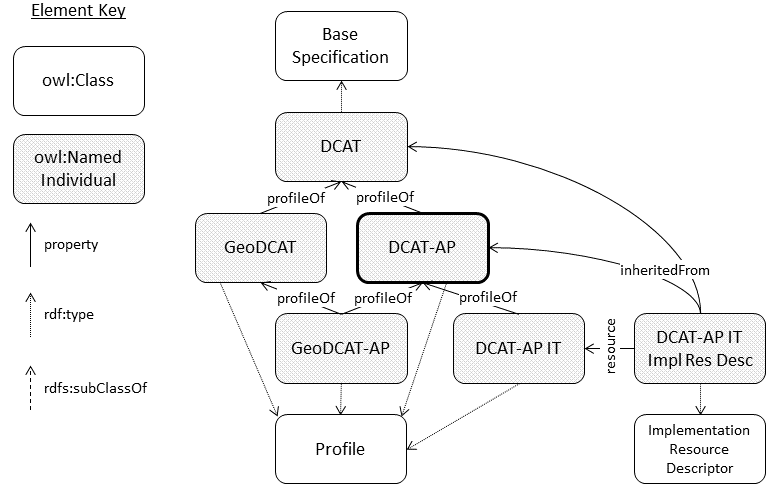 Element Key
owl:Class
owl:Named
Individual
property
rdf:type
rdfs:subClassOf
Base
Specification
DCAT
profileOf
profileOf
GeoDCAT
DCAT-AP
inheritedFrom
profileOf
profileOf
profileOf
GeoDCAT-AP
DCAT-AP IT
resource
DCAT-AP IT
Impl Res Desc
Profile
Implementation
Resource
Descriptor